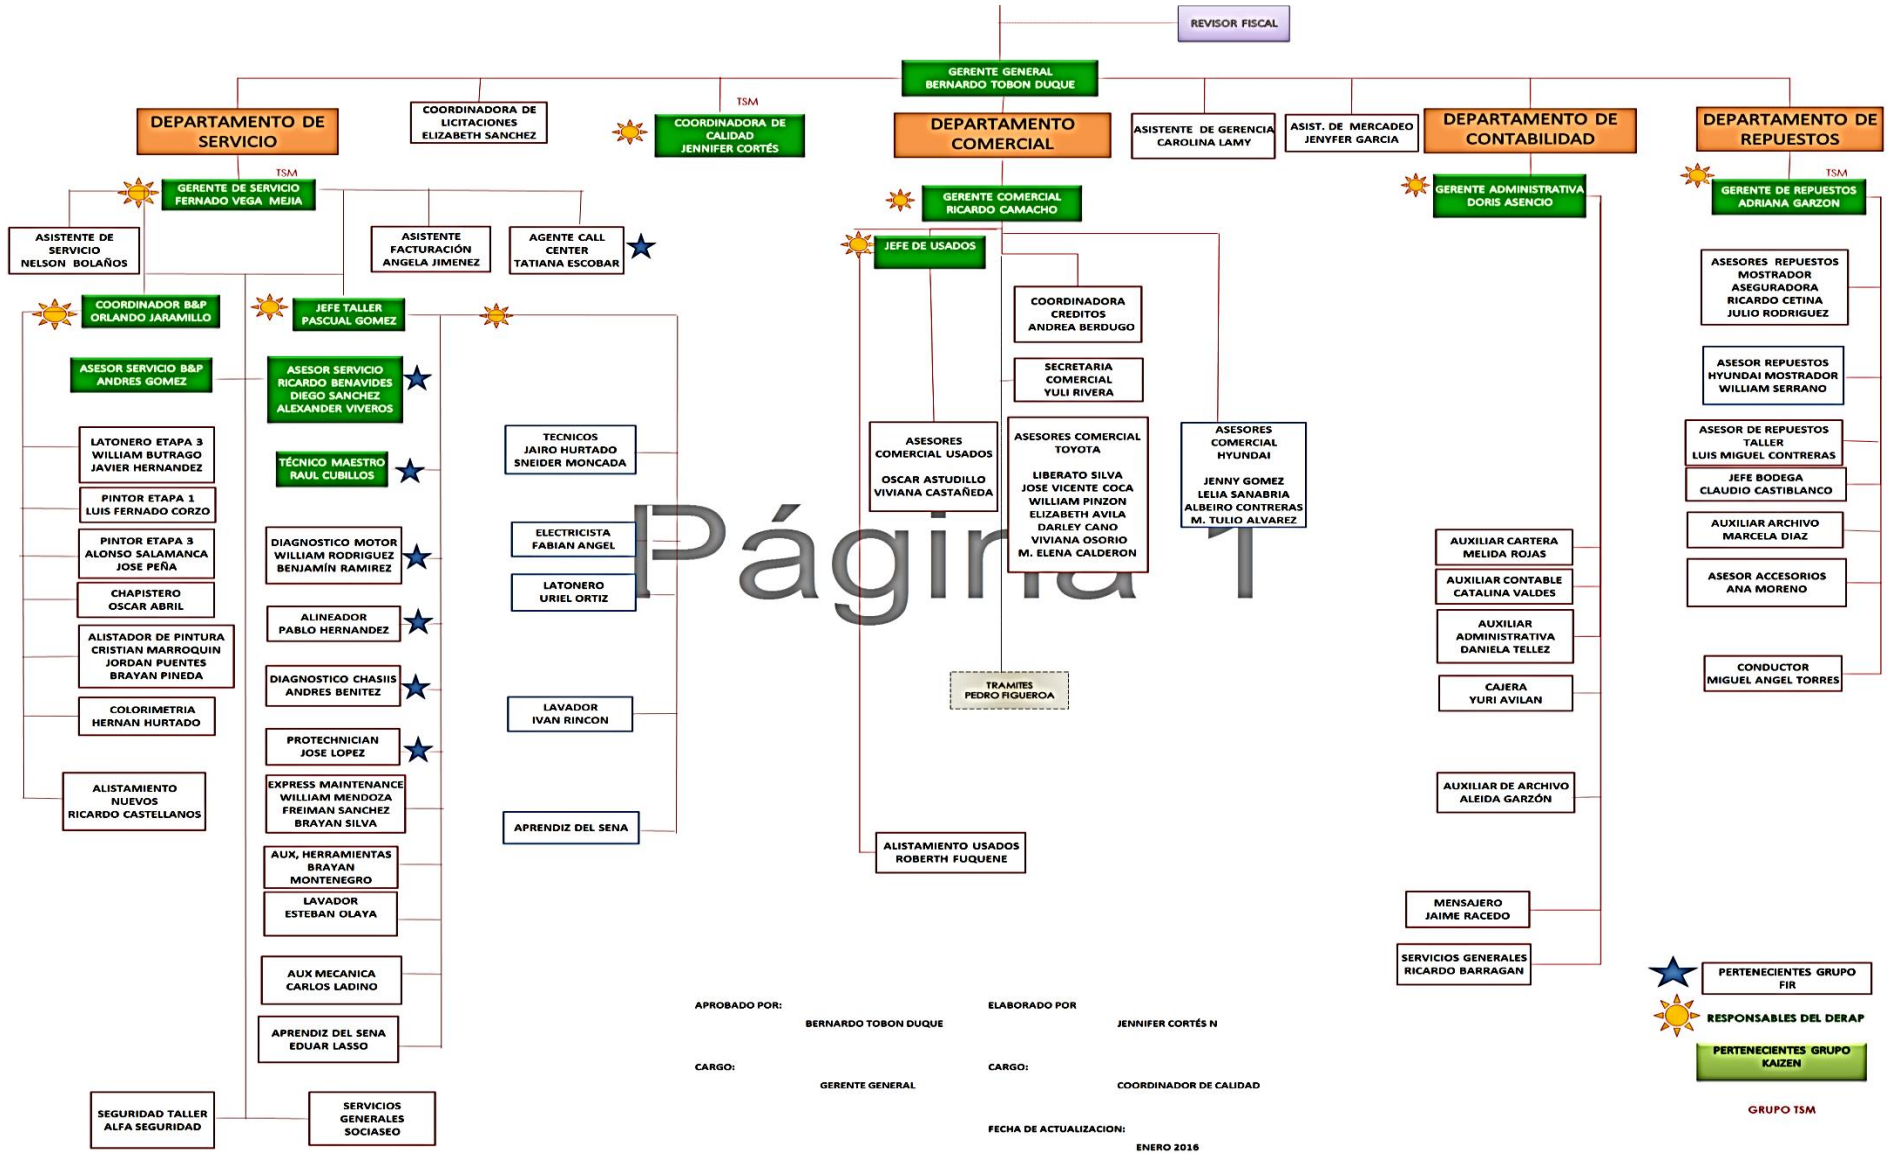 REVISOR FISCAL
GERENTE GENERAL
BERNARDO TOBON DUQUE
DEPARTAMENTO DE
SERVICIO
COORDINADORA DE
LICITACIONES
ELIZABETH SANCHEZ
TSM
COORDINADORA DE
CALIDAD
JENNIFER CORTÉS
DEPARTAMENTO
COMERCIAL
ASISTENTE DE GERENCIA
CAROLINA LAMY
ASIST. DE MERCADEO
JENYFER GARCIA
DEPARTAMENTO DE
CONTABILIDAD
DEPARTAMENTO DE
REPUESTOS
TSM
GERENTE DE SERVICIO
FERNADO VEGA MEJIA
GERENTE COMERCIAL
RICARDO CAMACHO
GERENTE ADMINISTRATIVA
DORIS ASENCIO
TSM
GERENTE DE REPUESTOS
ADRIANA GARZON
ASISTENTE DE
SERVICIO
NELSON BOLAÑOS
ASISTENTE
FACTURACIÓN
ANGELA JIMENEZ
AGENTE CALL
CENTER
TATIANA ESCOBAR
COORDINADOR B&P
ORLANDO JARAMILLO
JEFE TALLER
PASCUAL GOMEZ
ASESOR SERVICIO B&P
ANDRES GOMEZ
ASESOR SERVICIO
RICARDO BENAVIDES
DIEGO SANCHEZ
ALEXANDER VIVEROS
LATONERO ETAPA 3
WILLIAM BUTRAGO
JAVIER HERNANDEZ
PINTOR ETAPA 1
LUIS FERNADO CORZO
PINTOR ETAPA 3
ALONSO SALAMANCA
JOSE PEÑA
CHAPISTERO
OSCAR ABRIL
ALISTADOR DE PINTURA
CRISTIAN MARROQUIN
JORDAN PUENTES
BRAYAN PINEDA
COLORIMETRIA
HERNAN HURTADO
ALISTAMIENTO
NUEVOS
RICARDO CASTELLANOS
TÉCNICO MAESTRO
RAUL CUBILLOS
DIAGNOSTICO MOTOR
WILLIAM RODRIGUEZ
BENJAMÍN RAMIREZ
ALINEADOR
PABLO HERNANDEZ
DIAGNOSTICO CHASIIS
ANDRES BENITEZ
PROTECHNICIAN
JOSE LOPEZ
EXPRESS MAINTENANCE
WILLIAM MENDOZA
FREIMAN SANCHEZ
BRAYAN SILVA
AUX, HERRAMIENTAS
BRAYAN
MONTENEGRO
LAVADOR
ESTEBAN OLAYA
AUX MECANICA
CARLOS LADINO
APRENDIZ DEL SENA
EDUAR LASSO
SEGURIDAD TALLER
ALFA SEGURIDAD
SERVICIOS
GENERALES
SOCIASEO
TECNICOS
JAIRO HURTADO
SNEIDER MONCADA
ELECTRICISTA
FABIAN ANGEL
LATONERO
URIEL ORTIZ
LAVADOR
IVAN RINCON
APRENDIZ DEL SENA
JEFE DE USADOS
COORDINADORA
CREDITOS
ANDREA BERDUGO
SECRETARIA
COMERCIAL
YULI RIVERA
ASESORES
COMERCIAL USADOS
OSCAR ASTUDILLO
VIVIANA CASTAÑEDA
ASESORES COMERCIAL
TOYOTA
LIBERATO SILVA
JOSE VICENTE COCA
WILLIAM PINZON
ELIZABETH AVILA
DARLEY CANO
VIVIANA OSORIO
M. ELENA CALDERON
ASESORES
COMERCIAL
HYUNDAI
JENNY GOMEZ
LELIA SANABRIA
ALBEIRO CONTRERAS
M. TULIO ALVAREZ
Página 1
TRAMITES
PEDRO FIGUEROA
ALISTAMIENTO USADOS
ROBERTH FUQUENE
AUXILIAR CARTERA
MELIDA ROJAS
AUXILIAR CONTABLE
CATALINA VALDES
AUXILIAR
ADMINISTRATIVA
DANIELA TELLEZ
CAJERA
YURI AVILAN
AUXILIAR DE ARCHIVO
ALEIDA GARZÓN
MENSAJERO
JAIME RACEDO
SERVICIOS GENERALES
RICARDO BARRAGAN
ASESORES REPUESTOS
MOSTRADOR
ASEGURADORA
RICARDO CETINA
JULIO RODRIGUEZ
ASESOR REPUESTOS
HYUNDAI MOSTRADOR
WILLIAM SERRANO
ASESOR DE REPUESTOS
TALLER
LUIS MIGUEL CONTRERAS
JEFE BODEGA
CLAUDIO CASTIBLANCO
AUXILIAR ARCHIVO
MARCELA DIAZ
ASESOR ACCESORIOS
ANA MORENO
CONDUCTOR
MIGUEL ANGEL TORRES
APROBADO POR:
BERNARDO TOBON DUQUE
ELABORADO POR
JENNIFER CORTÉS N
CARGO:
GERENTE GENERAL
CARGO:
COORDINADOR DE CALIDAD
FECHA DE ACTUALIZACION:
ENERO 2016
PERTENECIENTES GRUPO
FIR
RESPONSABLES DEL DERAP
PERTENECIENTES GRUPO
KAIZEN
GRUPO TSM